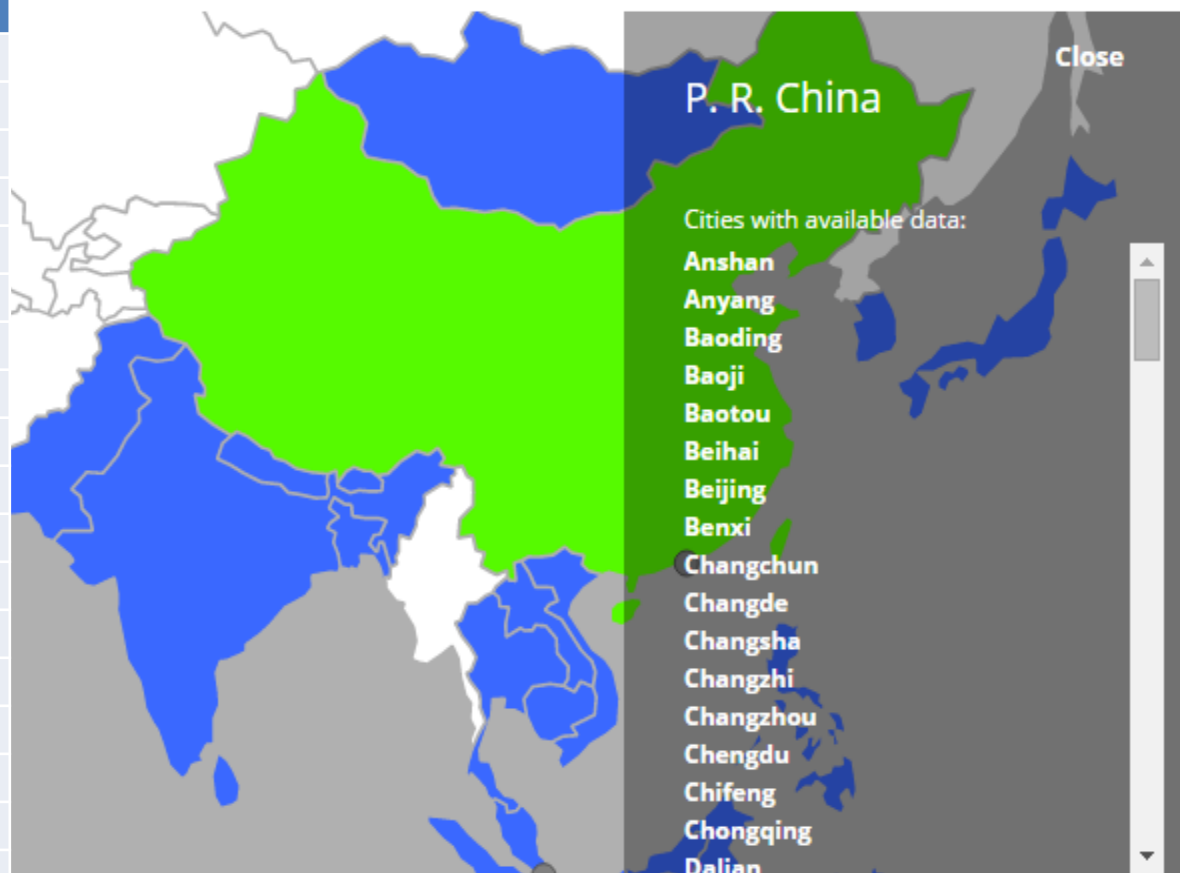 Close
P. R. China
Cities with available data:
Anshan
Anyang
Baoding
Baoji
Baotou
Beihai
Beijing
Benxi
Changchun
Changde
Changsha
Changzhi
Changzhou
Chengdu
Chifeng
Chongqing
Dalian